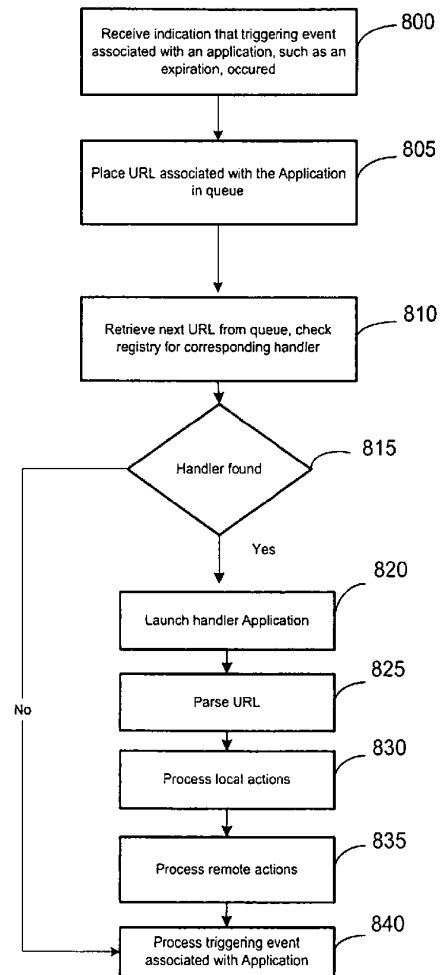 800
Receive indication that triggering event
associated with an application, such as an
expiration, occured
805
Place URL associated with the Application
in queue
810
Retrieve next URL from queue, check
registry for corresponding handler
815
Handler found
Yes
820
Launch handler Application
825
Parse URL
No
830
Process local actions
835
Process remote actions
840
Process triggering event
associated with Application